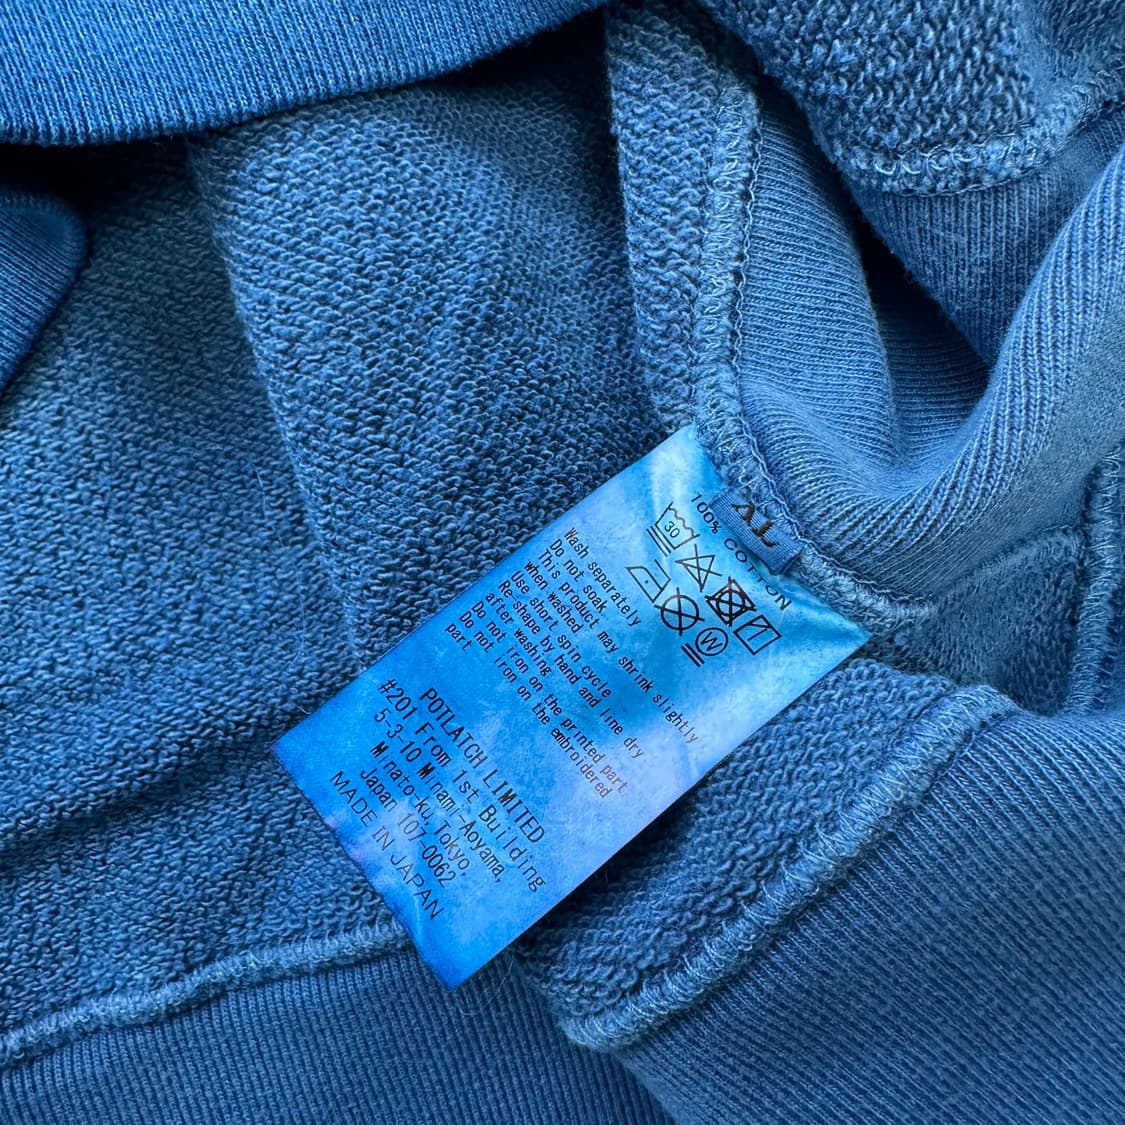 XL
100% COTTON
30
W
Wash separately
Do not soak.
This product may shrink slightly
when washed
Use short spin cycle
Re-shape by hand and line dry
after washing
Do not iron on the printed part.
Do not iron on the embroidered
part
POTLATCH LIMITED
#201 From 1st Building
5-3-10 Minami-Aoyama,
Minato-ku,Tokyo,
Japan 107-0062
MADE IN JAPAN